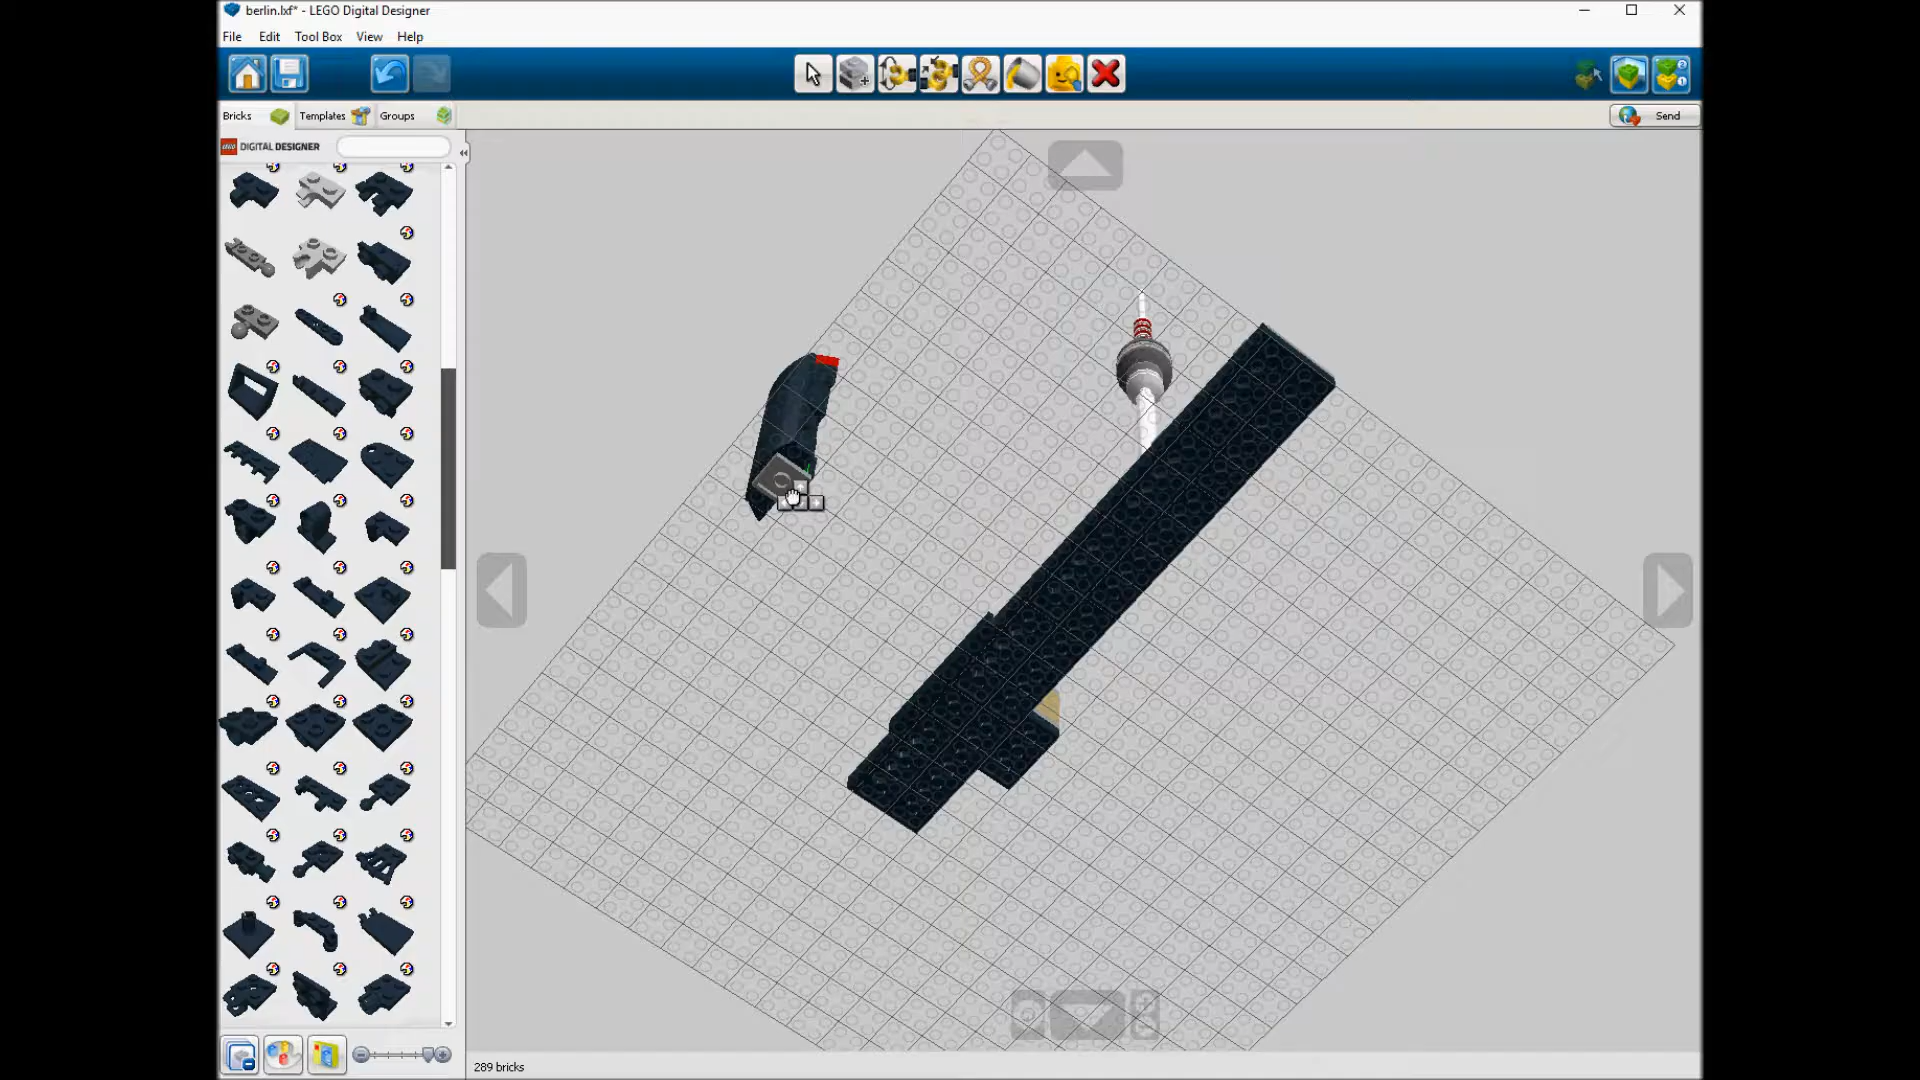 berlin.lxf* - LEGO Digital Designer
File Edit Tool Box View Help
Bricks Templates Groups Send
LEGO DIGITAL DESIGNER
289 bricks